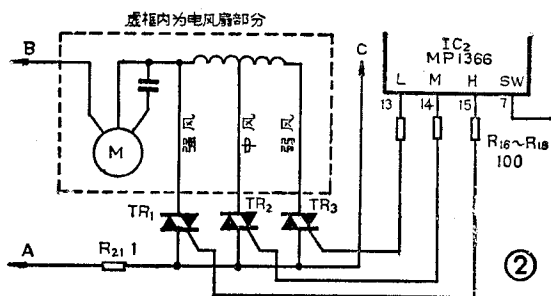 虚框内为电风扇部分
B
C
IC₂
MP1366
L M H SW
13 14 15 7
M
强风
中风
弱风
R₁₆~R₁₈
100
TR₁
TR₂
TR₃
A
R₂₁ 1
②